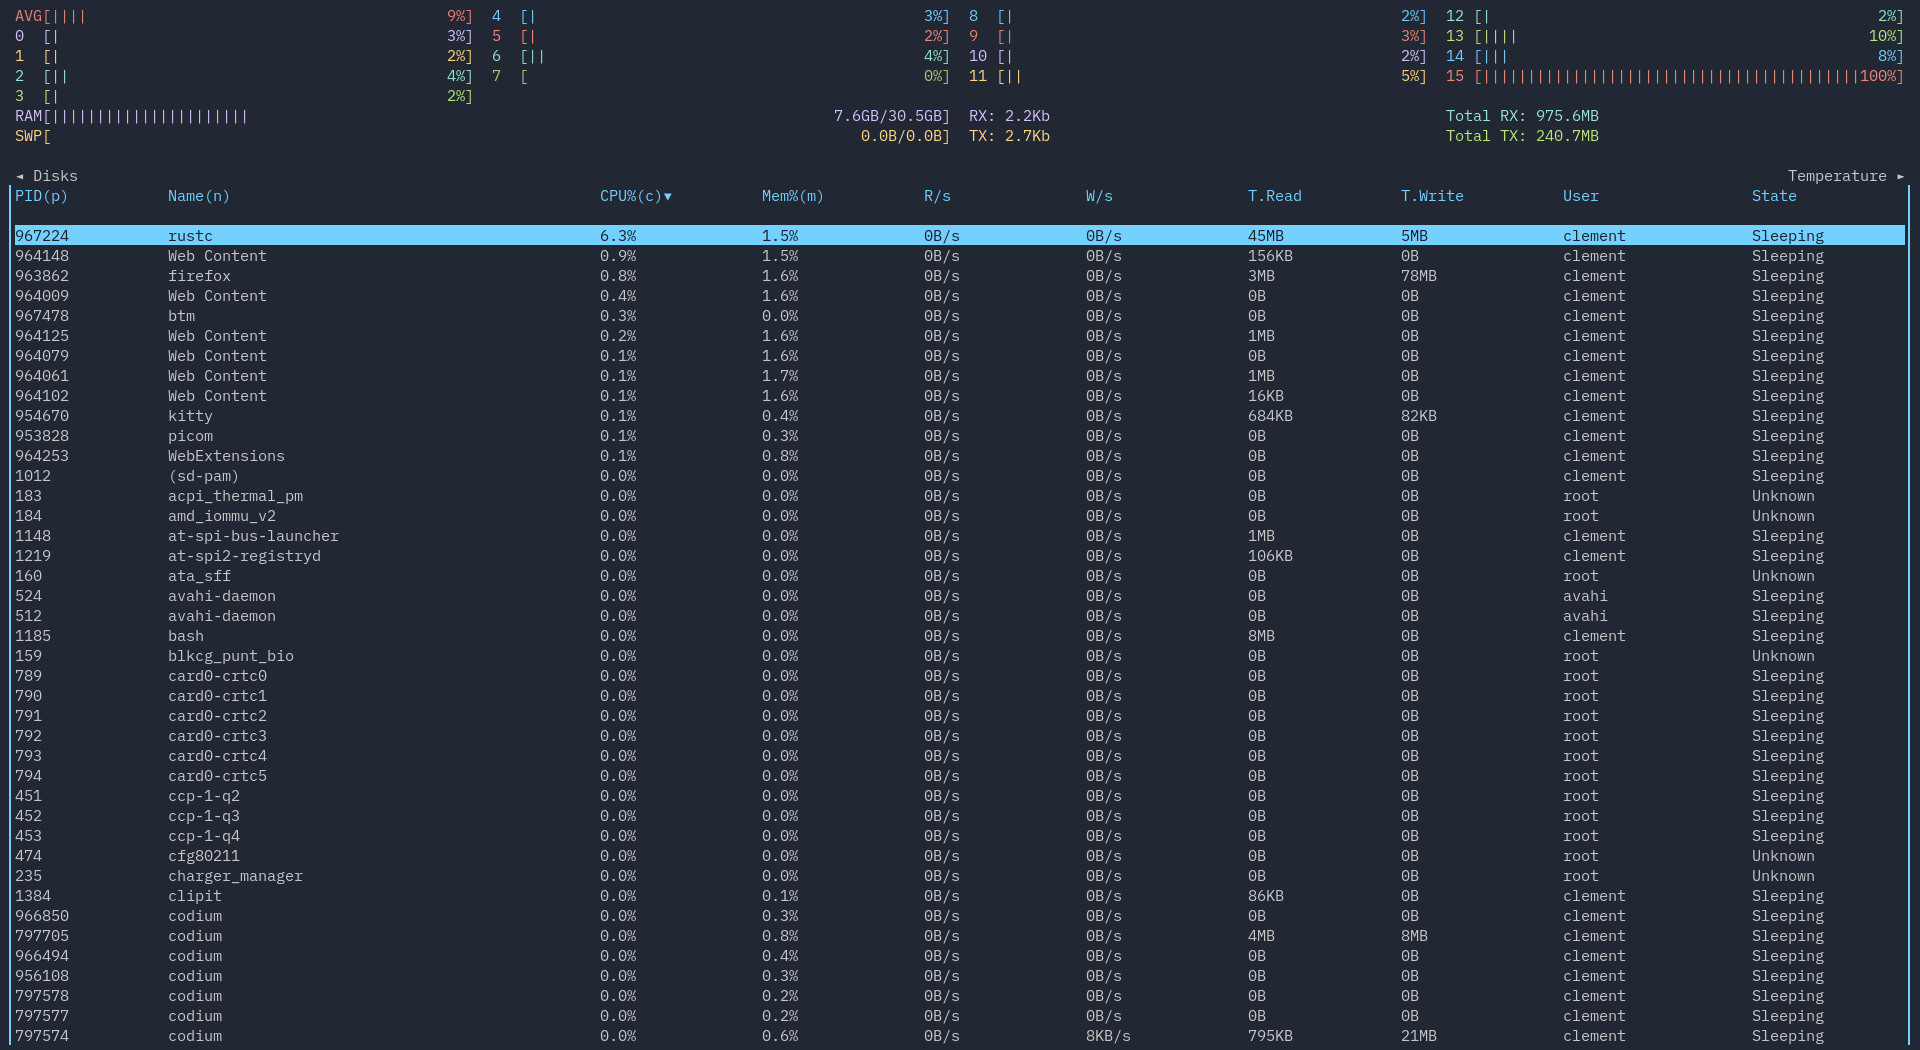 AVG[|||| 9%] 4 [| 3%] 8 [| 2%] 12 [| 2%]
0 [| 3%] 5 [| 2%] 9 [| 3%] 13 [|||| 10%]
1 [| 2%] 6 [|| 4%] 10 [| 2%] 14 [||| 8%]
2 [|| 4%] 7 [ 0%] 11 [|| 5%] 15 [|||||||||||||||||||||||||||||||||||||||||| 100%]
3 [| 2%]
RAM[|||||||||||||||||||||| 7.6GB/30.5GB] RX: 2.2Kb Total RX: 975.6MB
SWP[ 0.0B/0.0B] TX: 2.7Kb Total TX: 240.7MB
◄ Disks Temperature ►
PID(p) Name(n) CPU%(c)▼ Mem%(m) R/s W/s T.Read T.Write User State
967224 rustc 6.3% 1.5% 0B/s 0B/s 45MB 5MB clement Sleeping
964148 Web Content 0.9% 1.5% 0B/s 0B/s 156KB 0B clement Sleeping
963862 firefox 0.8% 1.6% 0B/s 0B/s 3MB 78MB clement Sleeping
964009 Web Content 0.4% 1.6% 0B/s 0B/s 0B 0B clement Sleeping
967478 btm 0.3% 0.0% 0B/s 0B/s 0B 0B clement Sleeping
964125 Web Content 0.2% 1.6% 0B/s 0B/s 1MB 0B clement Sleeping
964079 Web Content 0.1% 1.6% 0B/s 0B/s 0B 0B clement Sleeping
964061 Web Content 0.1% 1.7% 0B/s 0B/s 1MB 0B clement Sleeping
964102 Web Content 0.1% 1.6% 0B/s 0B/s 16KB 0B clement Sleeping
954670 kitty 0.1% 0.4% 0B/s 0B/s 684KB 82KB clement Sleeping
953828 picom 0.1% 0.3% 0B/s 0B/s 0B 0B clement Sleeping
964253 WebExtensions 0.1% 0.8% 0B/s 0B/s 0B 0B clement Sleeping
1012 (sd-pam) 0.0% 0.0% 0B/s 0B/s 0B 0B clement Sleeping
183 acpi_thermal_pm 0.0% 0.0% 0B/s 0B/s 0B 0B root Unknown
184 amd_iommu_v2 0.0% 0.0% 0B/s 0B/s 0B 0B root Unknown
1148 at-spi-bus-launcher 0.0% 0.0% 0B/s 0B/s 1MB 0B clement Sleeping
1219 at-spi2-registryd 0.0% 0.0% 0B/s 0B/s 106KB 0B clement Sleeping
160 ata_sff 0.0% 0.0% 0B/s 0B/s 0B 0B root Unknown
524 avahi-daemon 0.0% 0.0% 0B/s 0B/s 0B 0B avahi Sleeping
512 avahi-daemon 0.0% 0.0% 0B/s 0B/s 0B 0B avahi Sleeping
1185 bash 0.0% 0.0% 0B/s 0B/s 8MB 0B clement Sleeping
159 blkcg_punt_bio 0.0% 0.0% 0B/s 0B/s 0B 0B root Unknown
789 card0-crtc0 0.0% 0.0% 0B/s 0B/s 0B 0B root Sleeping
790 card0-crtc1 0.0% 0.0% 0B/s 0B/s 0B 0B root Sleeping
791 card0-crtc2 0.0% 0.0% 0B/s 0B/s 0B 0B root Sleeping
792 card0-crtc3 0.0% 0.0% 0B/s 0B/s 0B 0B root Sleeping
793 card0-crtc4 0.0% 0.0% 0B/s 0B/s 0B 0B root Sleeping
794 card0-crtc5 0.0% 0.0% 0B/s 0B/s 0B 0B root Sleeping
451 ccp-1-q2 0.0% 0.0% 0B/s 0B/s 0B 0B root Sleeping
452 ccp-1-q3 0.0% 0.0% 0B/s 0B/s 0B 0B root Sleeping
453 ccp-1-q4 0.0% 0.0% 0B/s 0B/s 0B 0B root Sleeping
474 cfg80211 0.0% 0.0% 0B/s 0B/s 0B 0B root Unknown
235 charger_manager 0.0% 0.0% 0B/s 0B/s 0B 0B root Unknown
1384 clipit 0.0% 0.1% 0B/s 0B/s 86KB 0B clement Sleeping
966850 codium 0.0% 0.3% 0B/s 0B/s 0B 0B clement Sleeping
797705 codium 0.0% 0.8% 0B/s 0B/s 4MB 8MB clement Sleeping
966494 codium 0.0% 0.4% 0B/s 0B/s 0B 0B clement Sleeping
956108 codium 0.0% 0.3% 0B/s 0B/s 0B 0B clement Sleeping
797578 codium 0.0% 0.2% 0B/s 0B/s 0B 0B clement Sleeping
797577 codium 0.0% 0.2% 0B/s 0B/s 0B 0B clement Sleeping
797574 codium 0.0% 0.6% 0B/s 8KB/s 795KB 21MB clement Sleeping